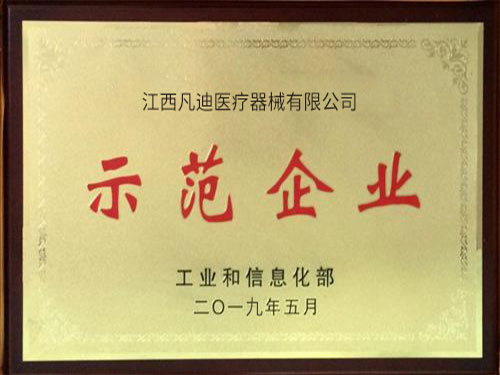 江西凡迪医疗器械有限公司
示范企业
工业和信息化部
二〇一九年五月